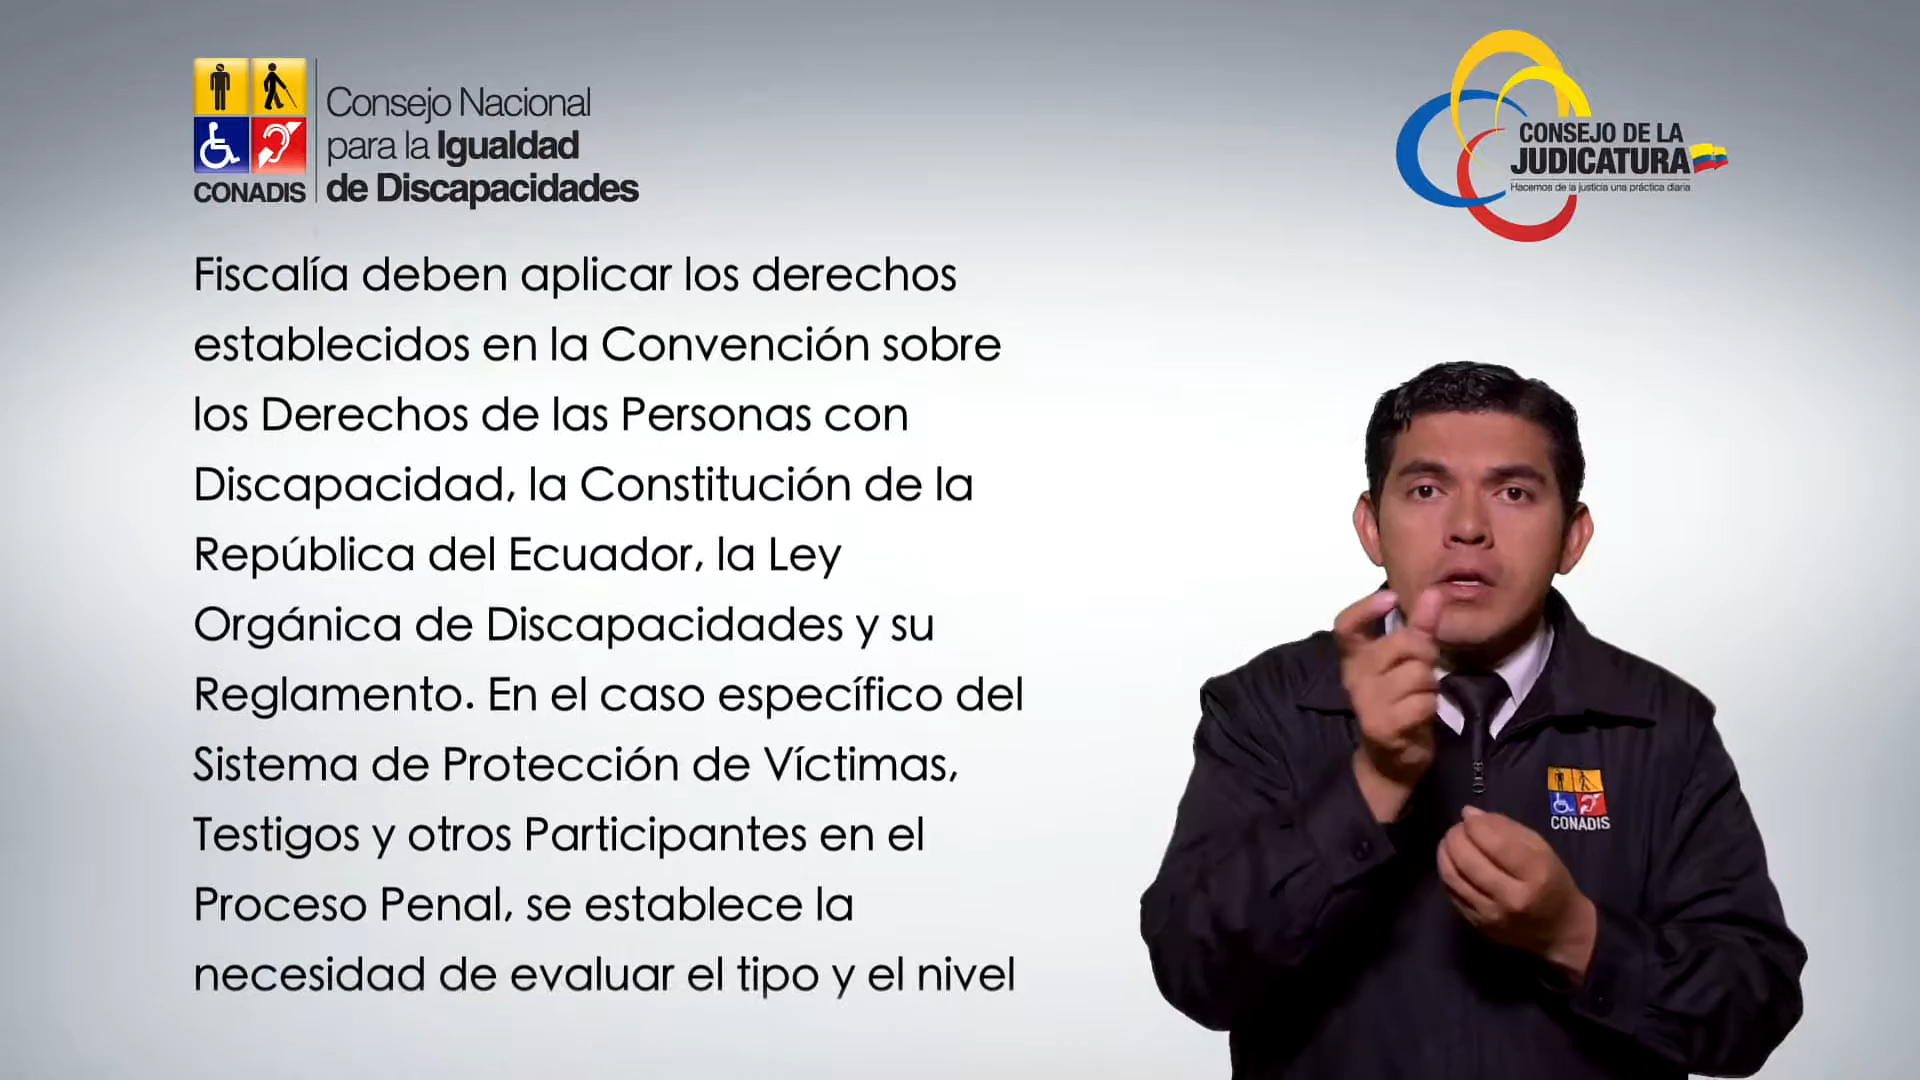 Consejo Nacional
para la Igualdad
de Discapacidades
CONADIS
CONSEJO DE LA
JUDICATURA
Hacemos de la justicia una práctica diaria
Fiscalía deben aplicar los derechos
establecidos en la Convención sobre
los Derechos de las Personas con
Discapacidad, la Constitución de la
República del Ecuador, la Ley
Orgánica de Discapacidades y su
Reglamento. En el caso específico del
Sistema de Protección de Víctimas,
Testigos y otros Participantes en el
Proceso Penal, se establece la
necesidad de evaluar el tipo y el nivel
CONADIS